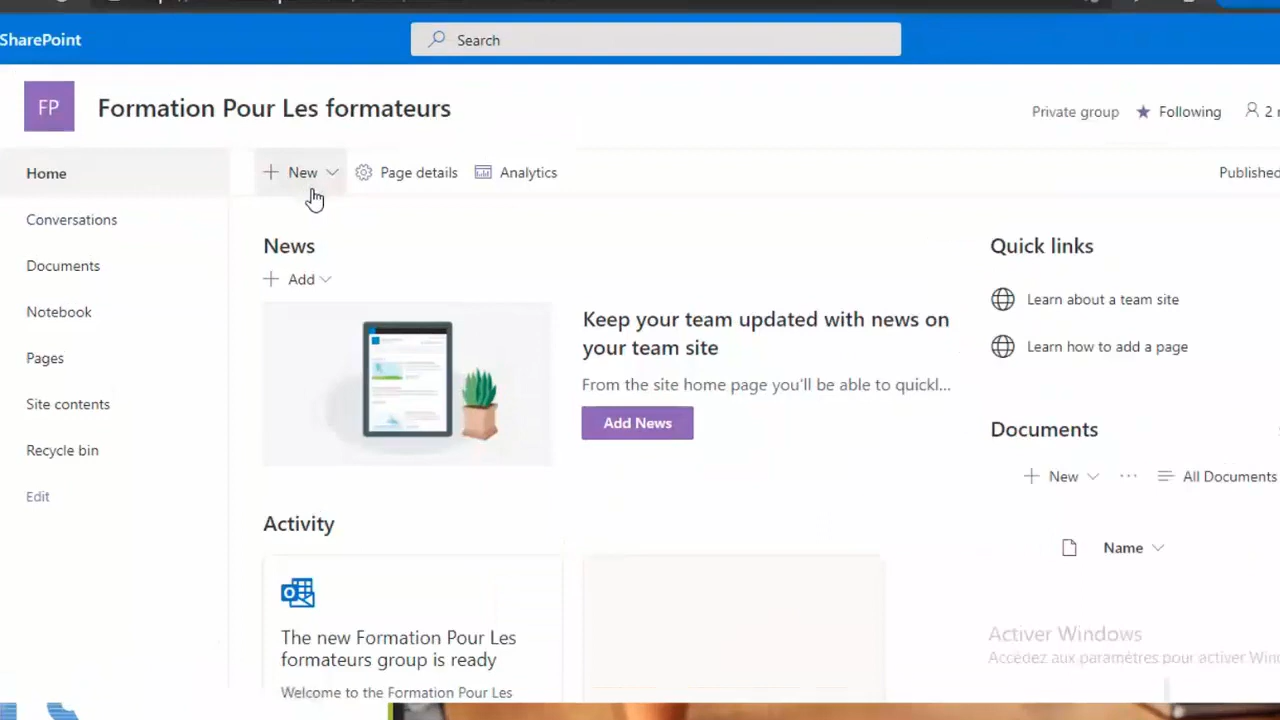 SharePoint
Search
FP
Formation Pour Les formateurs
Private group
Following
2
Home
New
Page details
Analytics
Published
Conversations
Documents
Notebook
Pages
Site contents
Recycle bin
Edit
News
Add
Keep your team updated with news on
your team site
From the site home page you'll be able to quickl...
Add News
Activity
The new Formation Pour Les
formateurs group is ready
Welcome to the Formation Pour Les
Quick links
Learn about a team site
Learn how to add a page
Documents
New
All Documents
Name
Activer Windows
Accédez aux paramètres pour activer Win